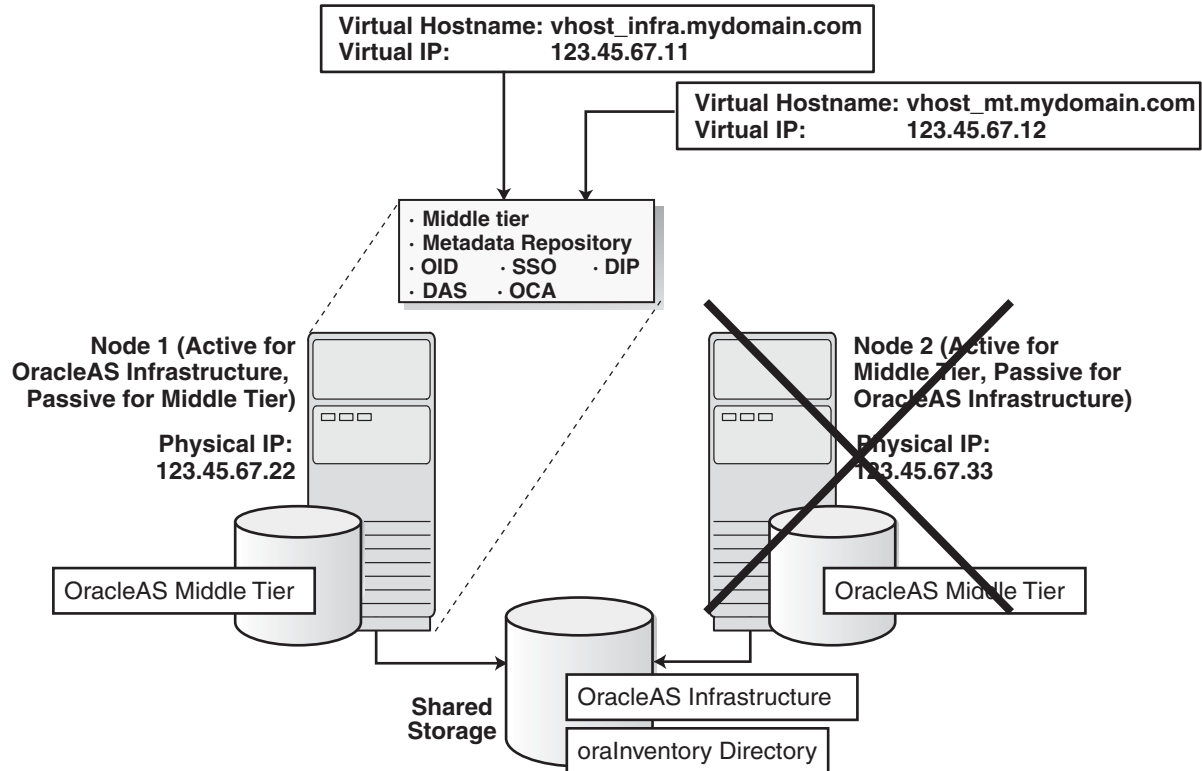 Virtual Hostname: vhost_infra.mydomain.com
Virtual IP: 123.45.67.11
Virtual Hostname: vhost_mt.mydomain.com
Virtual IP: 123.45.67.12
· Middle tier
· Metadata Repository
· OID · SSO · DIP
· DAS · OCA
Node 1 (Active for
OracleAS Infrastructure,
Passive for Middle Tier)
Physical IP:
123.45.67.22
OracleAS Middle Tier
Node 2 (Active for
Middle Tier, Passive for
OracleAS Infrastructure)
Physical IP:
123.45.67.33
OracleAS Middle Tier
Shared
Storage
OracleAS Infrastructure
oraInventory Directory